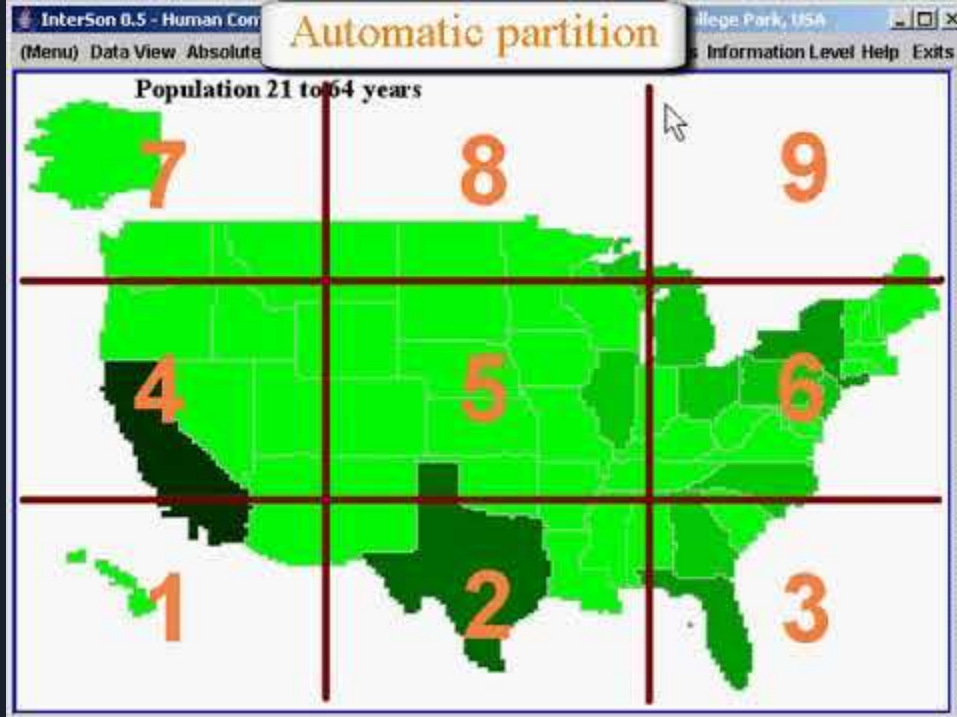 InterSon 0.5 - Human Com
Automatic partition
llege Park, USA
(Menu) Data View Absolute
s Information Level Help Exits
Population 21 to 64 years
7 8 9
4 5 6
1 2 3